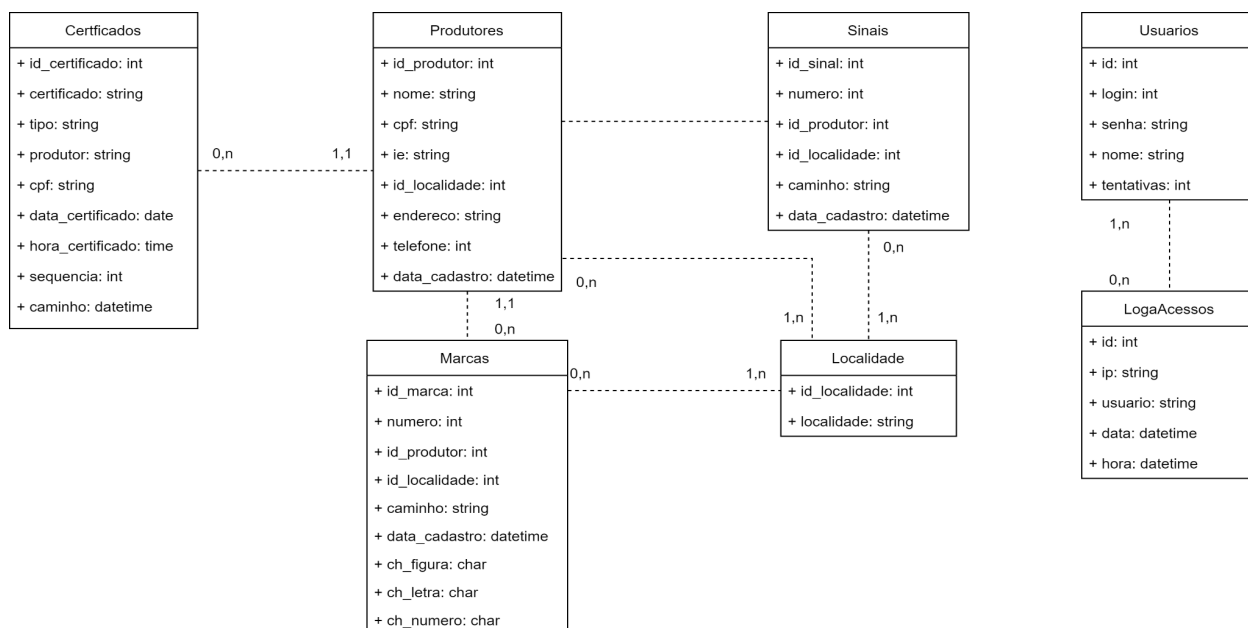 Certficados
+ id_certificado: int
+ certificado: string
+ tipo: string
+ produtor: string
+ cpf: string
+ data_certificado: date
+ hora_certificado: time
+ sequencia: int
+ caminho: datetime
0,n
1,1
Produtores
+ id_produtor: int
+ nome: string
+ cpf: string
+ ie: string
+ id_localidade: int
+ endereco: string
+ telefone: int
+ data_cadastro: datetime
0,n
1,1
0,n
Sinais
+ id_sinal: int
+ numero: int
+ id_produtor: int
+ id_localidade: int
+ caminho: string
+ data_cadastro: datetime
0,n
1,n
1,n
Usuarios
+ id: int
+ login: int
+ senha: string
+ nome: string
+ tentativas: int
1,n
0,n
Marcas
+ id_marca: int
+ numero: int
+ id_produtor: int
+ id_localidade: int
+ caminho: string
+ data_cadastro: datetime
+ ch_figura: char
+ ch_letra: char
+ ch_numero: char
0,n
1,n
Localidade
+ id_localidade: int
+ localidade: string
LogaAcessos
+ id: int
+ ip: string
+ usuario: string
+ data: datetime
+ hora: datetime